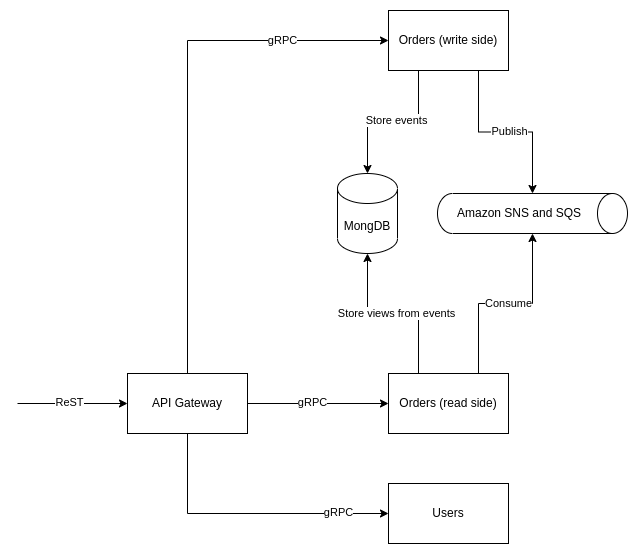 gRPC
Orders (write side)
Store events
Publish
MongDB
Amazon SNS and SQS
Store views from events
Consume
ReST
API Gateway
gRPC
Orders (read side)
gRPC
Users